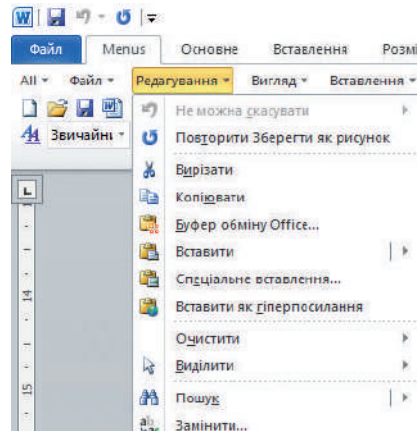 Файл Menus Основне Вставлення Розмі
All Файл Редагування Вигляд Вставлення
Звичайни
Не можна скасувати
Повторити Зберегти як рисунок
Вирізати
Копіювати
Буфер обміну Office...
Вставити
Спеціальне вставлення...
Вставити як гіперпосилання
Очистити
Виділити
Пошук
Замінити...
14
15